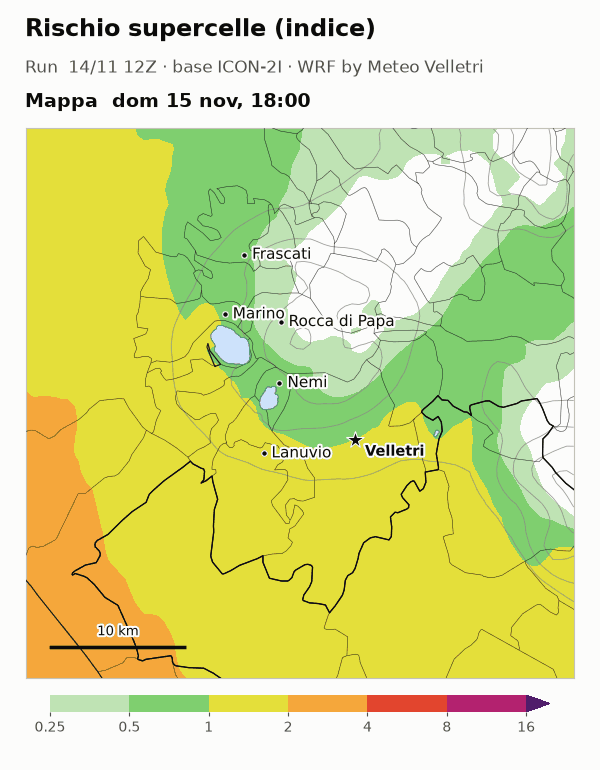 Rischio supercelle (indice)
Run  14/11 12Z · base ICON-2I · WRF by Meteo Velletri
Mappa  dom 15 nov, 18:00
Frascati
Marino
Rocca di Papa
Nemi
Velletri
Lanuvio
10 km
0.25 0.5 1 2 4 8 16